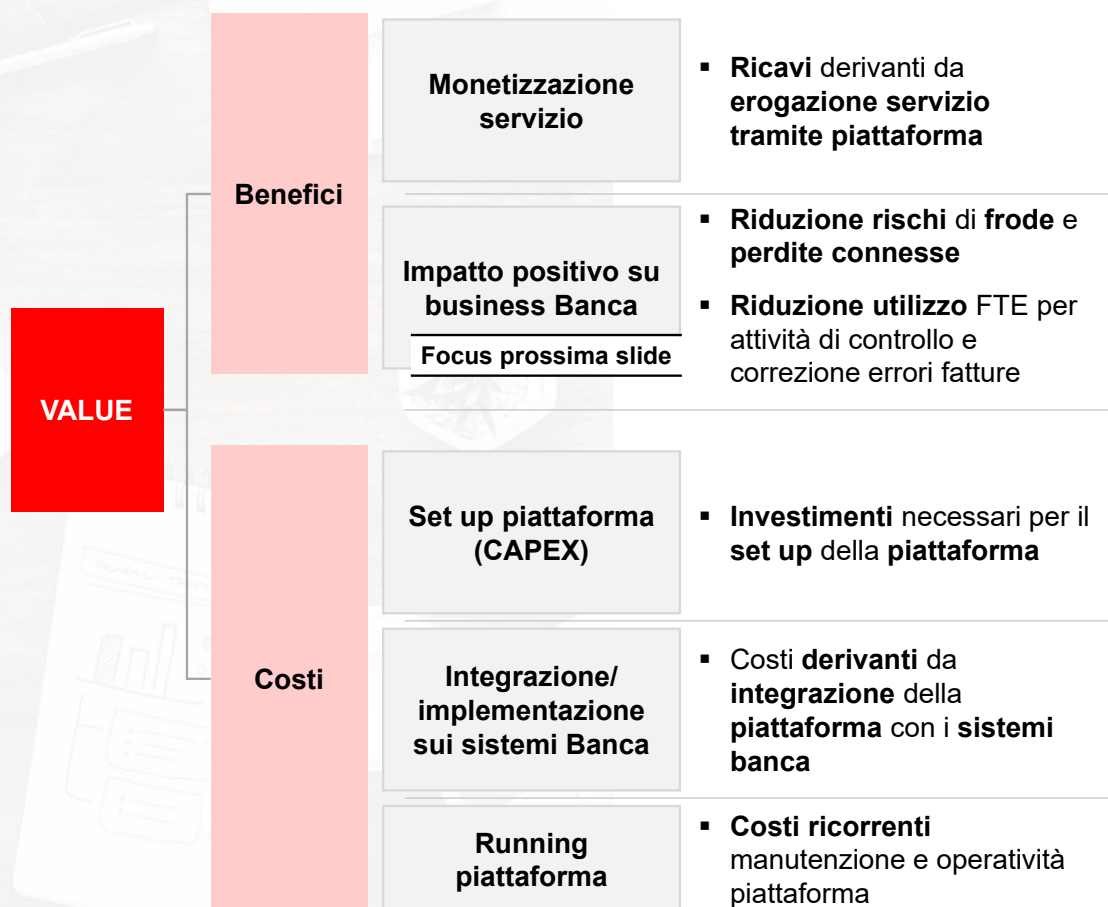 VALUE
Benefici
Monetizzazione
servizio
▪ Ricavi derivanti da
erogazione servizio
tramite piattaforma
Impatto positivo su
business Banca
Focus prossima slide
▪ Riduzione rischi di frode e
perdite connesse
▪ Riduzione utilizzo FTE per
attività di controllo e
correzione errori fatture
Costi
Set up piattaforma
(CAPEX)
▪ Investimenti necessari per il
set up della piattaforma
Integrazione/
implementazione
sui sistemi Banca
▪ Costi derivanti da
integrazione della
piattaforma con i sistemi
banca
Running
piattaforma
▪ Costi ricorrenti
manutenzione e operatività
piattaforma